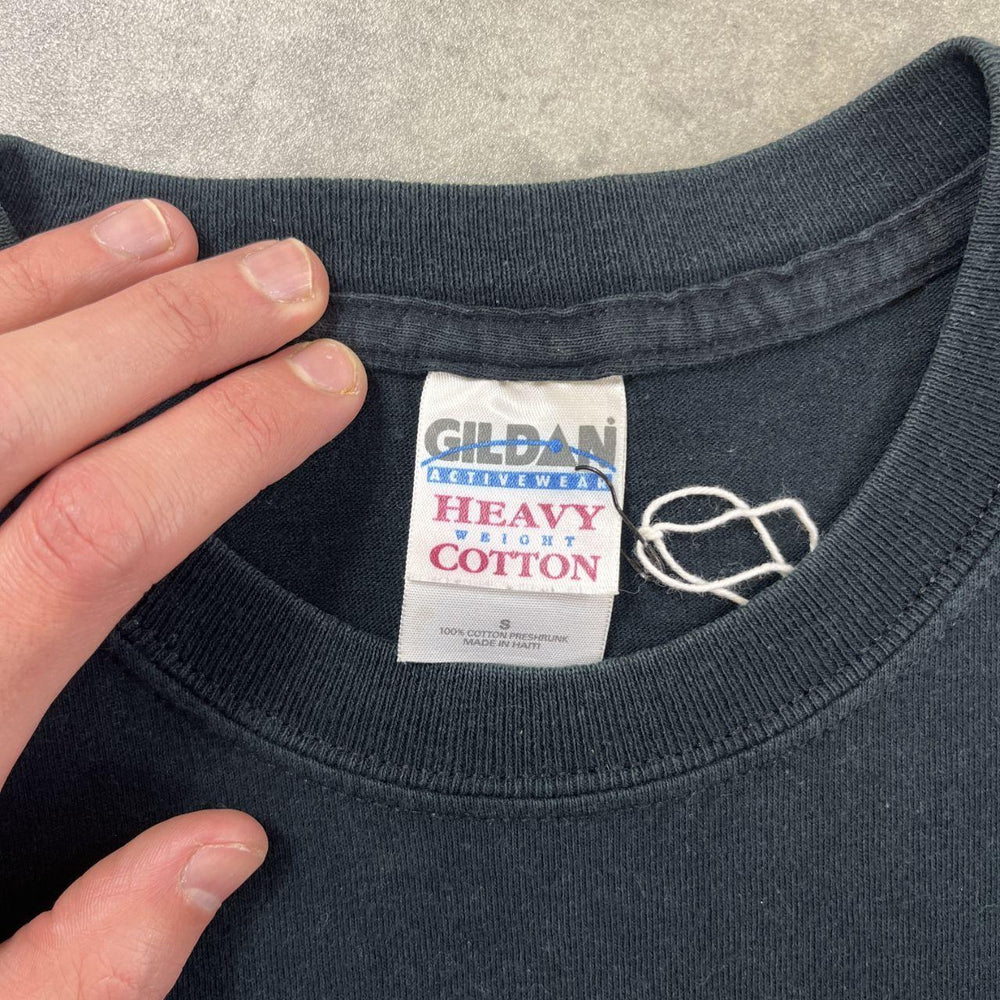 GILDAN
ACTIVEWEAR
HEAVY
WEIGHT
COTTON
S
100% COTTON PRESHRUNK
MADE IN HAITI